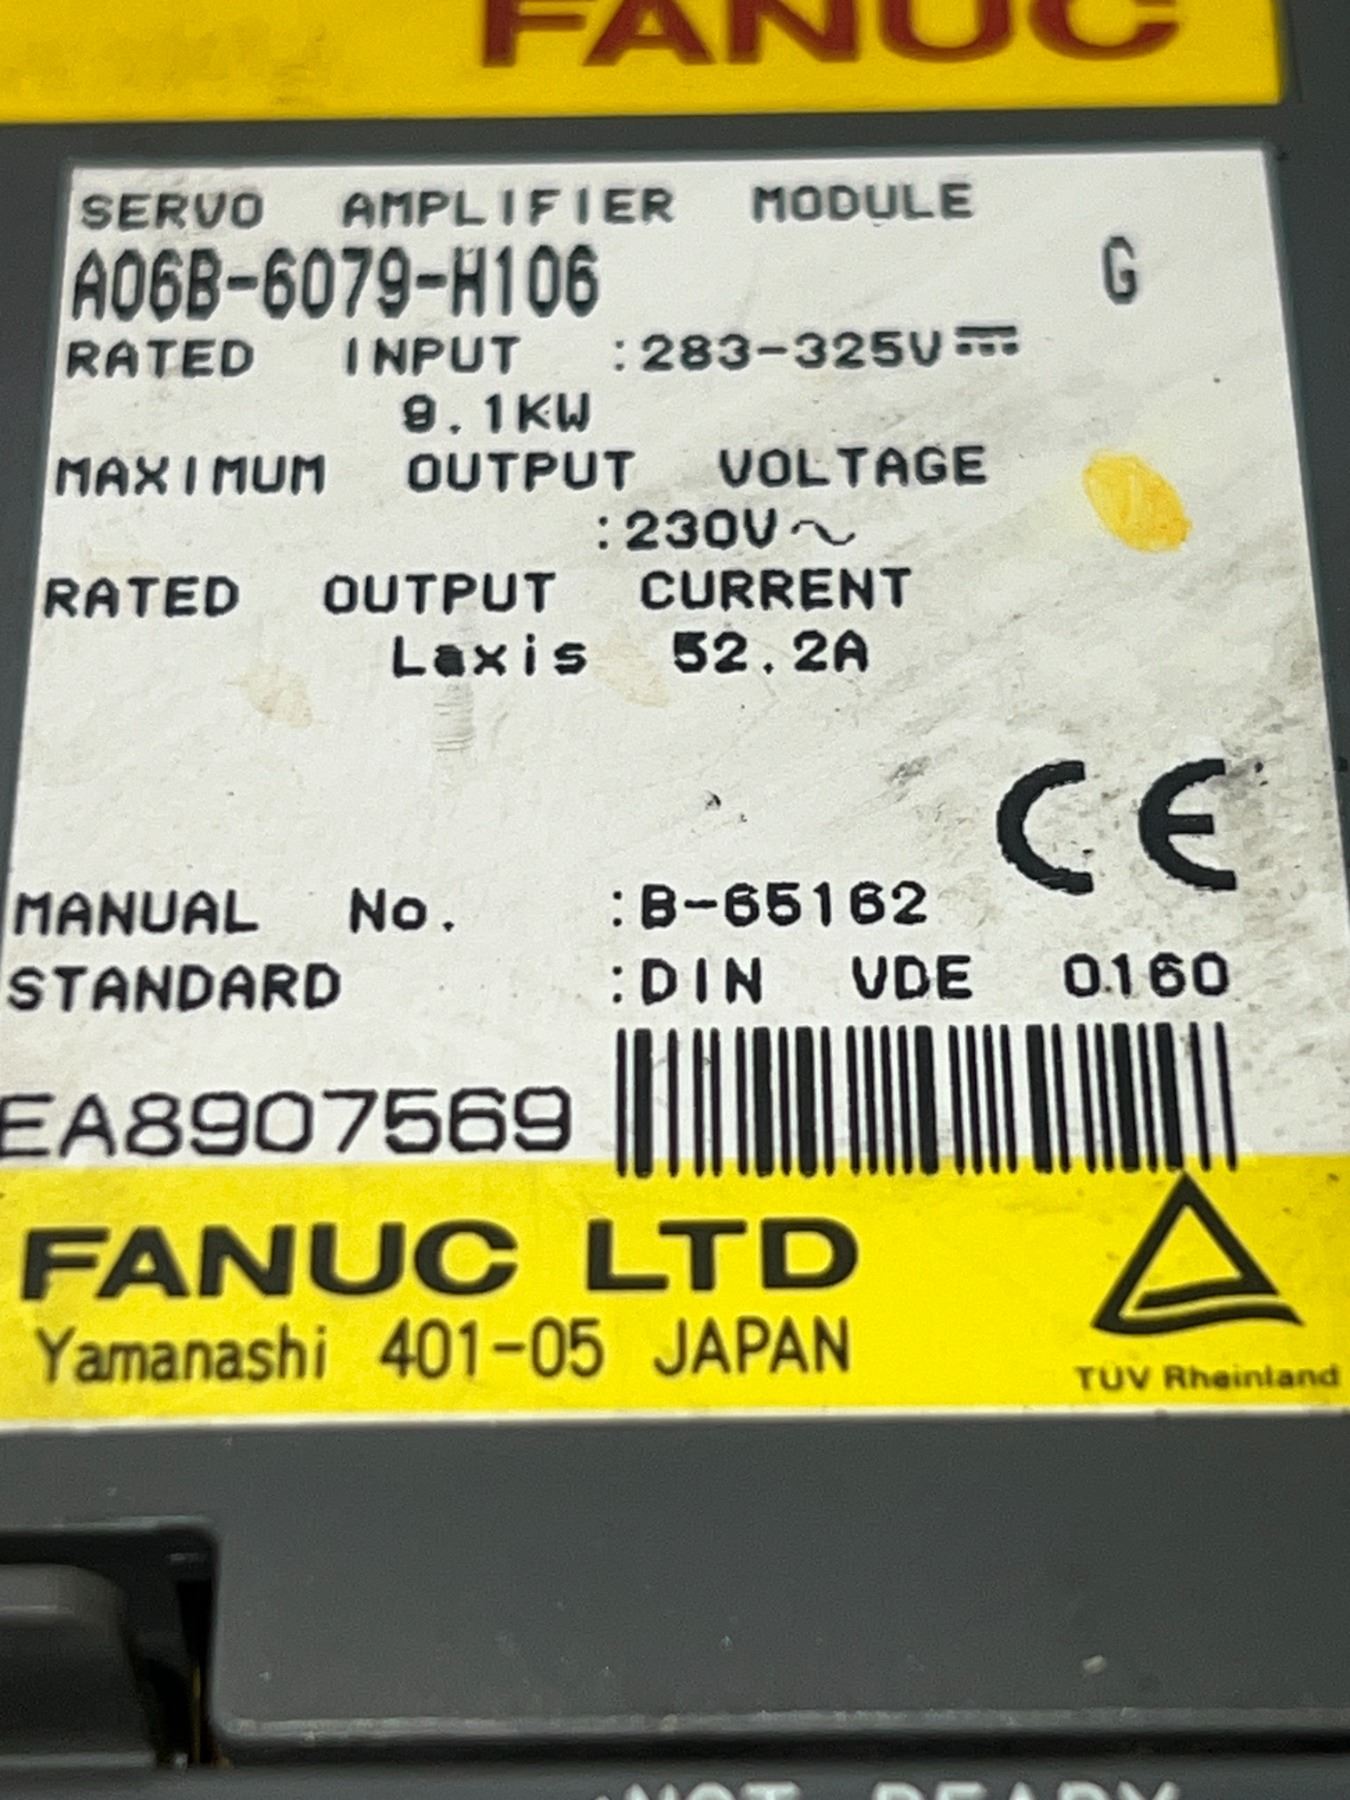 FANUC
SERVO AMPLIFIER MODULE
A06B-6079-H106 G
RATED INPUT :283-325V⎓
9.1KW
MAXIMUM OUTPUT VOLTAGE
:230V~
RATED OUTPUT CURRENT
Laxis 52.2A
CE
MANUAL No. :B-65162
STANDARD :DIN VDE 0160
EA8907569
FANUC LTD
Yamanashi 401-05 JAPAN
TÜV Rheinland
NOT READY